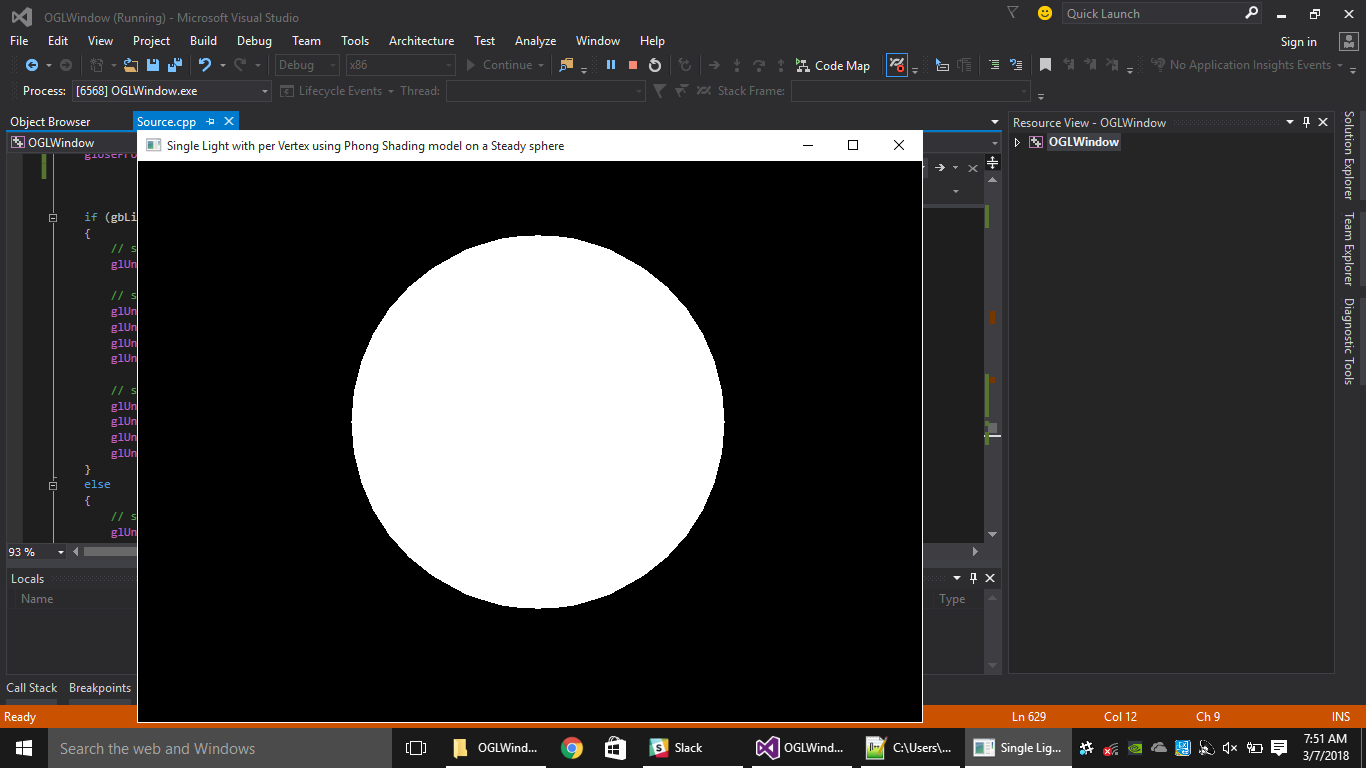 OGLWindow (Running) - Microsoft Visual Studio
Quick Launch
File Edit View Project Build Debug Team Tools Architecture Test Analyze Window Help
Sign in
Debug x86 Continue Code Map No Application Insights Events
Process: [6568] OGLWindow.exe Lifecycle Events Thread: Stack Frame:
Object Browser Source.cpp
Resource View - OGLWindow
OGLWindow
OGLWindow
Single Light with per Vertex using Phong Shading model on a Steady sphere
if (gbLi
{
// s
glUn
// s
glUn
glUn
glUn
glUn
// s
glUn
glUn
glUn
glUn
}
else
{
// s
glUn
93 %
Locals
Name
Type
Call Stack Breakpoints
Solution Explorer
Team Explorer
Diagnostic Tools
Ready
Ln 629 Col 12 Ch 9 INS
Search the web and Windows
OGLWind...
Slack
OGLWind...
C:\Users\...
Single Lig...
7:51 AM
3/7/2018